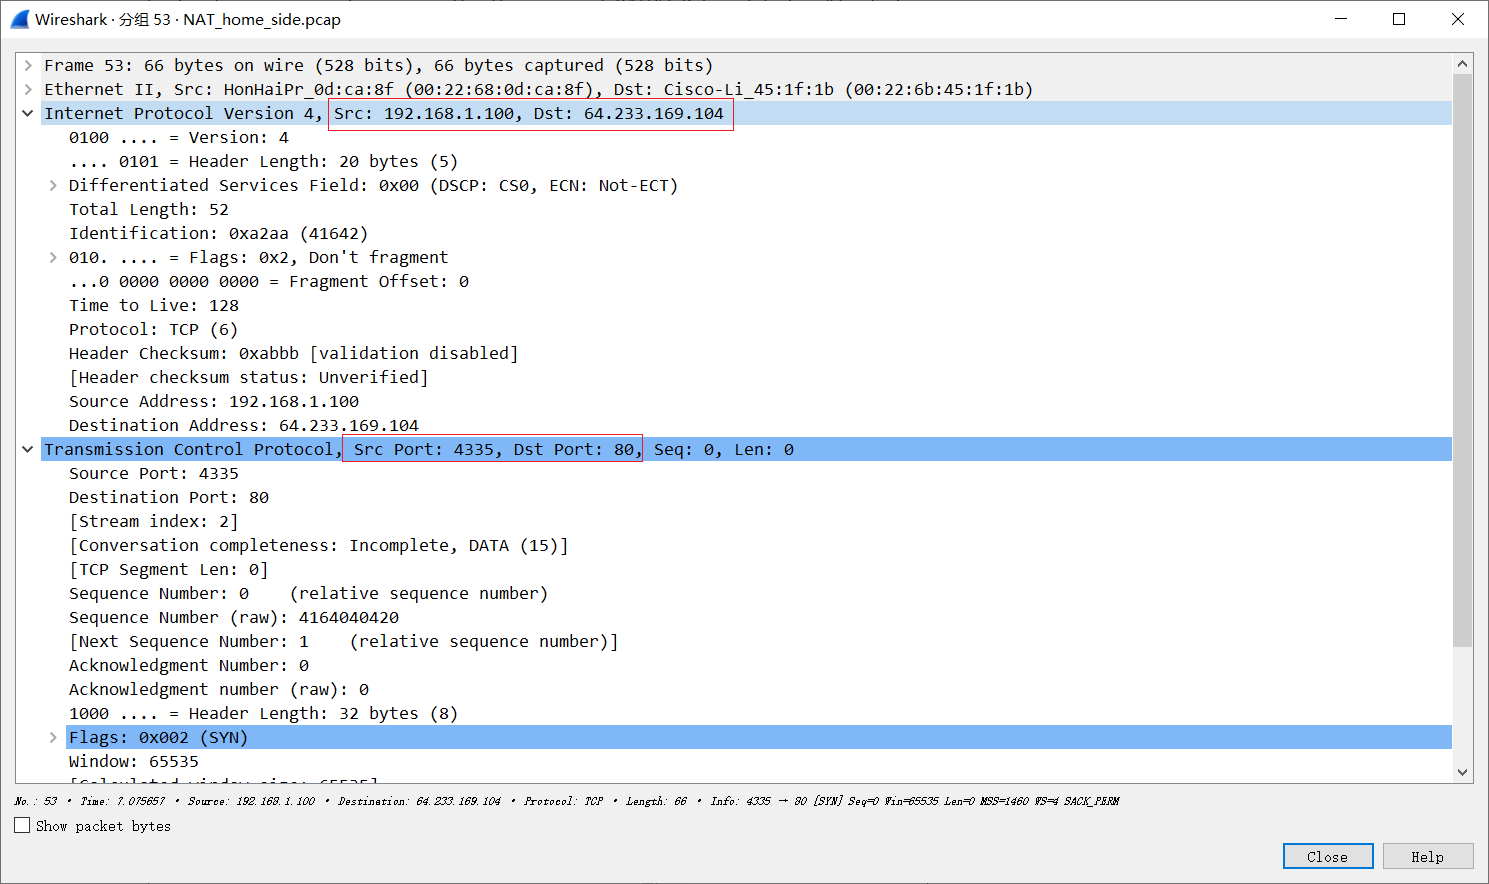 Wireshark · 分组 53 · NAT_home_side.pcap
Frame 53: 66 bytes on wire (528 bits), 66 bytes captured (528 bits)
Ethernet II, Src: HonHaiPr_0d:ca:8f (00:22:68:0d:ca:8f), Dst: Cisco-Li_45:1f:1b (00:22:6b:45:1f:1b)
Internet Protocol Version 4, Src: 192.168.1.100, Dst: 64.233.169.104
0100 .... = Version: 4
.... 0101 = Header Length: 20 bytes (5)
Differentiated Services Field: 0x00 (DSCP: CS0, ECN: Not-ECT)
Total Length: 52
Identification: 0xa2aa (41642)
010. .... = Flags: 0x2, Don't fragment
...0 0000 0000 0000 = Fragment Offset: 0
Time to Live: 128
Protocol: TCP (6)
Header Checksum: 0xabbb [validation disabled]
[Header checksum status: Unverified]
Source Address: 192.168.1.100
Destination Address: 64.233.169.104
Transmission Control Protocol, Src Port: 4335, Dst Port: 80, Seq: 0, Len: 0
Source Port: 4335
Destination Port: 80
[Stream index: 2]
[Conversation completeness: Incomplete, DATA (15)]
[TCP Segment Len: 0]
Sequence Number: 0    (relative sequence number)
Sequence Number (raw): 4164040420
[Next Sequence Number: 1    (relative sequence number)]
Acknowledgment Number: 0
Acknowledgment number (raw): 0
1000 .... = Header Length: 32 bytes (8)
Flags: 0x002 (SYN)
Window: 65535
[Calculated window size: 65535]
No.: 53 · Time: 7.075657 · Source: 192.168.1.100 · Destination: 64.233.169.104 · Protocol: TCP · Length: 66 · Info: 4335 → 80 [SYN] Seq=0 Win=65535 Len=0 MSS=1460 WS=4 SACK_PERM
Show packet bytes
Close
Help